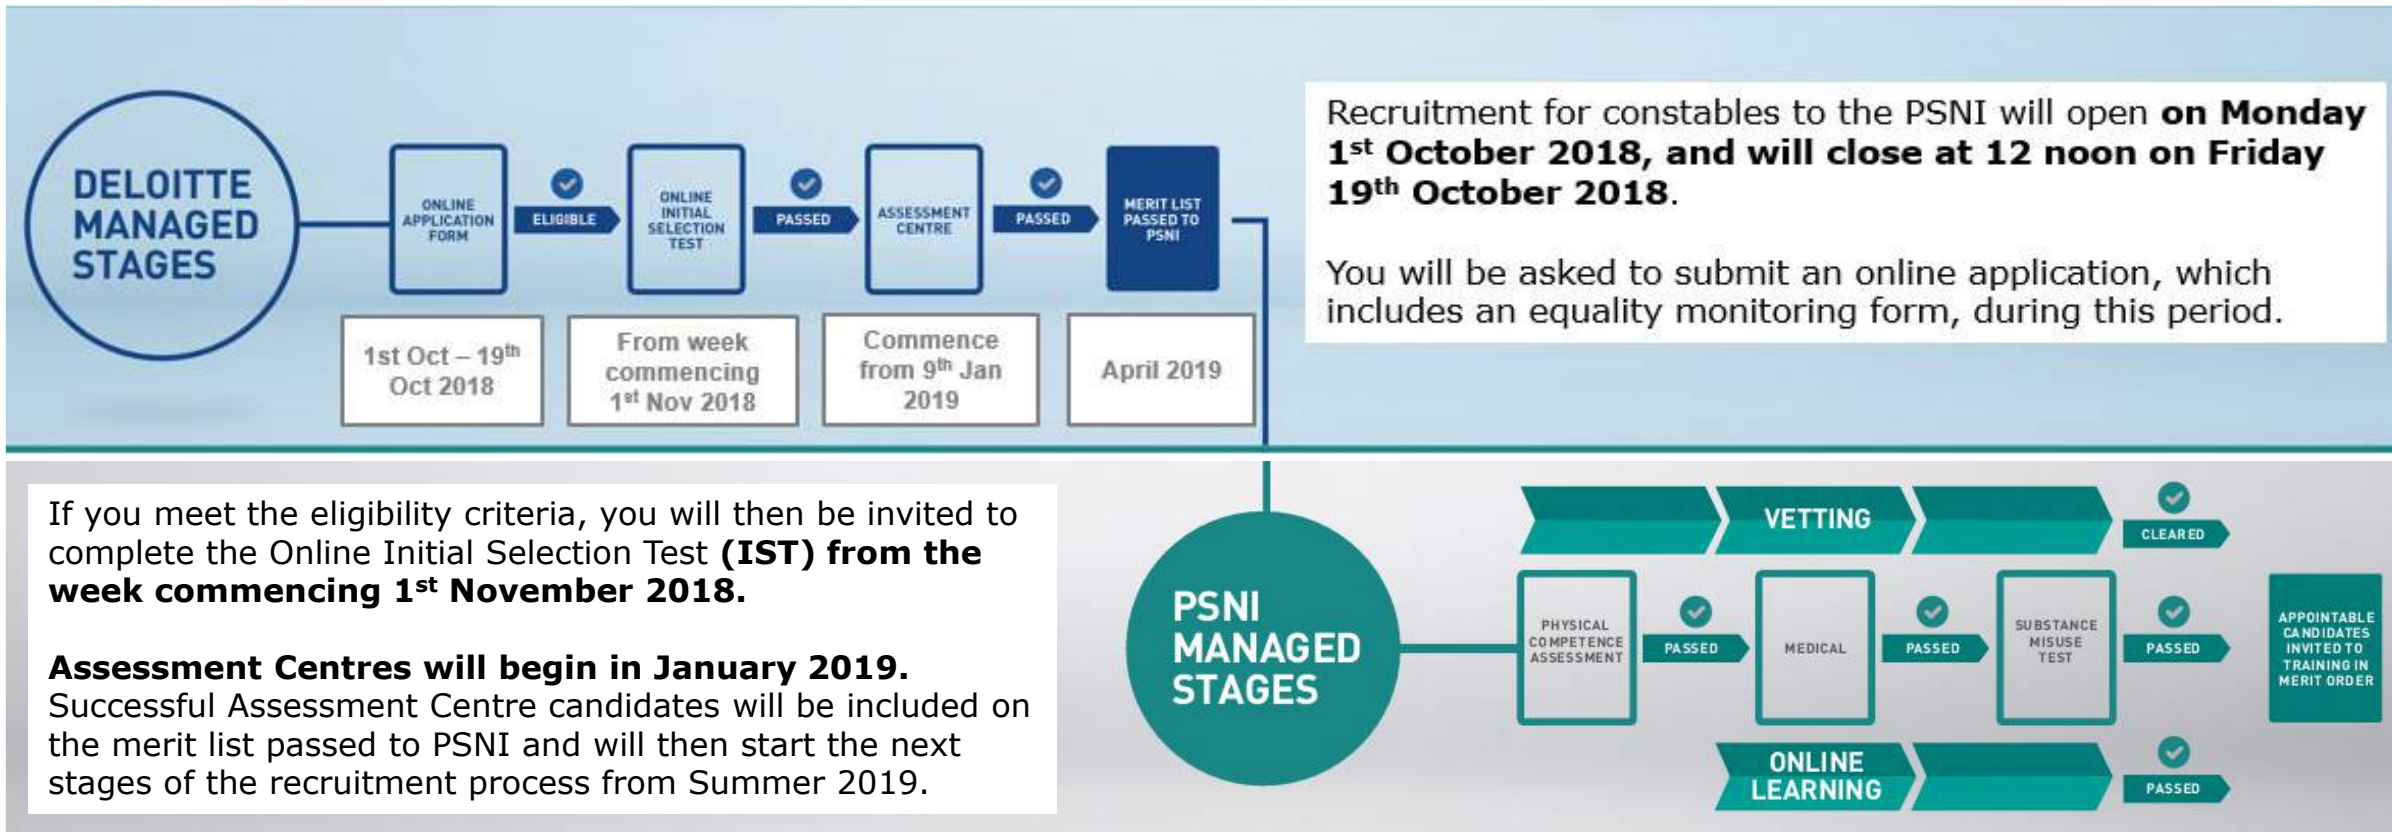 DELOITTE
MANAGED
STAGES
ONLINE
APPLICATION
FORM
ELIGIBLE
ONLINE
INITIAL
SELECTION
TEST
PASSED
ASSESSMENT
CENTRE
PASSED
MERIT LIST
PASSED TO
PSNI
1st Oct – 19th
Oct 2018
From week
commencing
1st Nov 2018
Commence
from 9th Jan
2019
April 2019
Recruitment for constables to the PSNI will open on Monday
1st October 2018, and will close at 12 noon on Friday
19th October 2018.
You will be asked to submit an online application, which
includes an equality monitoring form, during this period.
If you meet the eligibility criteria, you will then be invited to
complete the Online Initial Selection Test (IST) from the
week commencing 1st November 2018.
Assessment Centres will begin in January 2019.
Successful Assessment Centre candidates will be included on
the merit list passed to PSNI and will then start the next
stages of the recruitment process from Summer 2019.
PSNI
MANAGED
STAGES
VETTING
CLEARED
PHYSICAL
COMPETENCE
ASSESSMENT
PASSED
MEDICAL
PASSED
SUBSTANCE
MISUSE
TEST
PASSED
APPOINTABLE
CANDIDATES
INVITED TO
TRAINING IN
MERIT ORDER
ONLINE
LEARNING
PASSED